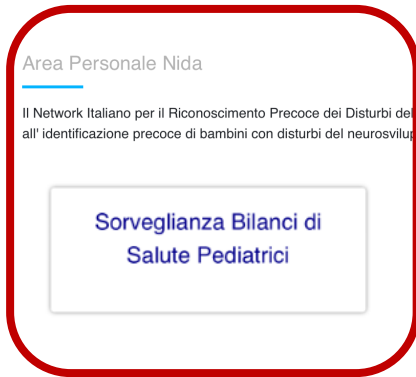 Area Personale Nida
Il Network Italiano per il Riconoscimento Precoce dei Disturbi del
all' identificazione precoce di bambini con disturbi del neurosvilup
Sorveglianza Bilanci di
Salute Pediatrici